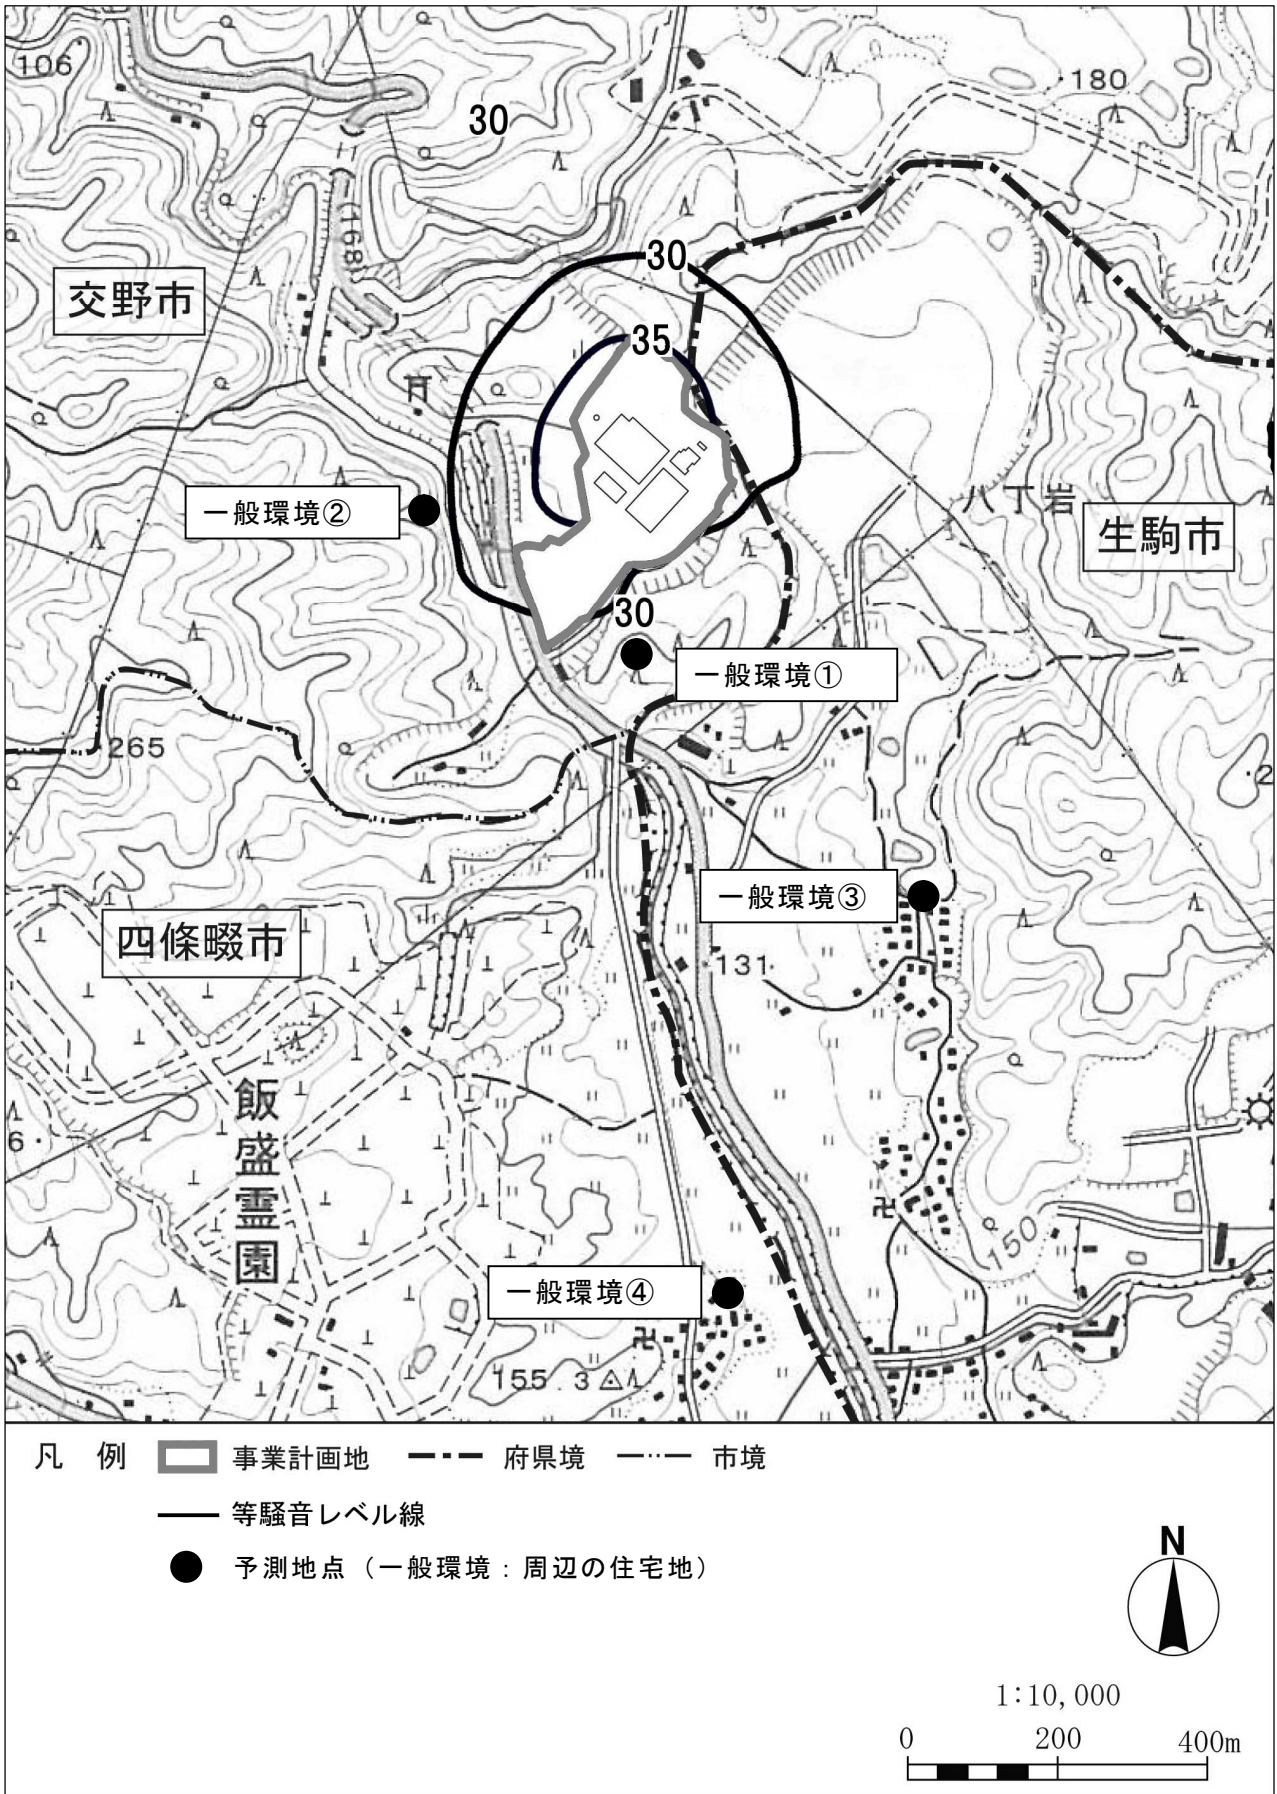 106
180
30
168
30
交野市
35
八丁岩
一般環境②
生駒市
30
一般環境①
265
一般環境③
四條畷市
131
飯盛霊園
6
150
一般環境④
155.3
凡 例 事業計画地 府県境 市境
等騒音レベル線
予測地点（一般環境：周辺の住宅地）
N
1:10,000
0 200 400m